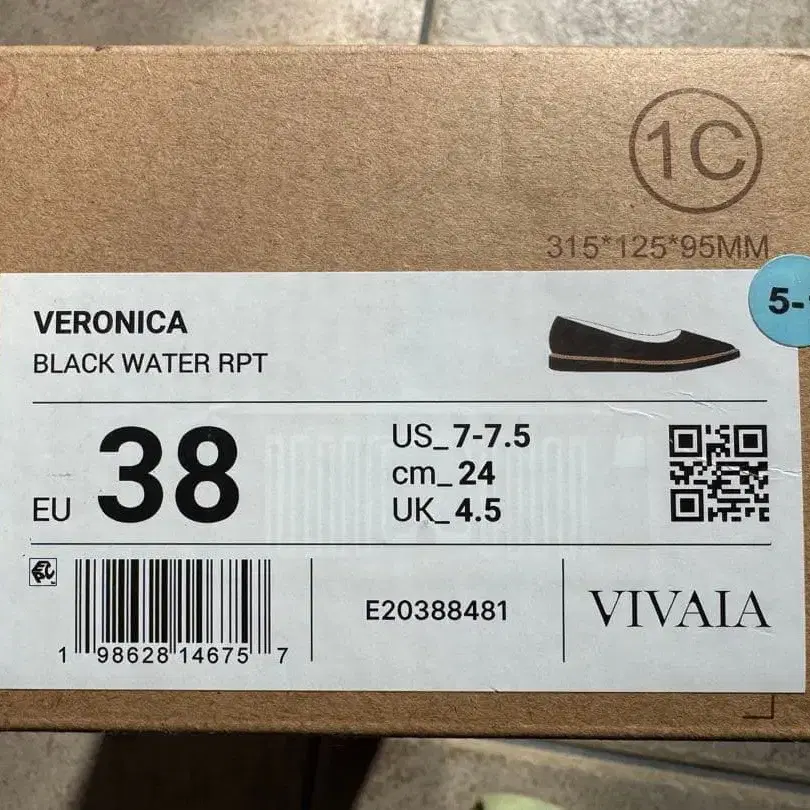 1C
315*125*95MM
5-
VERONICA
BLACK WATER RPT
EU 38
US_7-7.5
cm_24
UK_4.5
1 98628 14675 7
E20388481
VIVAIA